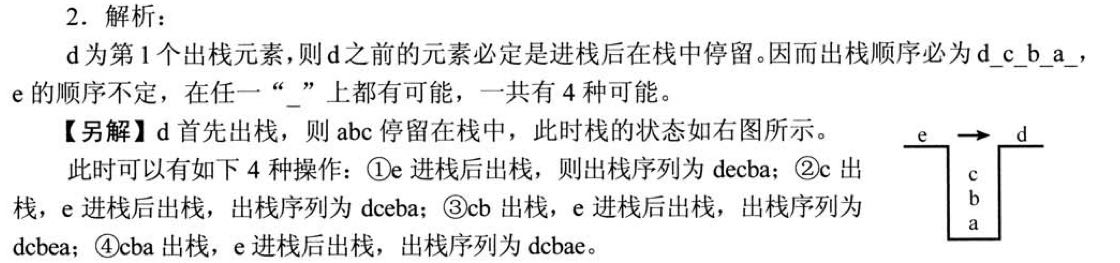 2．解析：
d为第1个出栈元素，则d之前的元素必定是进栈后在栈中停留。因而出栈顺序必为d_c_b_a_，
e的顺序不定，在任一“_”上都有可能，一共有4种可能。
【另解】d首先出栈，则abc停留在栈中，此时栈的状态如右图所示。
此时可以有如下4种操作：①e进栈后出栈，则出栈序列为decba；②c出
栈，e进栈后出栈，出栈序列为dceba；③cb出栈，e进栈后出栈，出栈序列为
dcbea；④cba出栈，e进栈后出栈，出栈序列为dcbae。
e → d
c
b
a